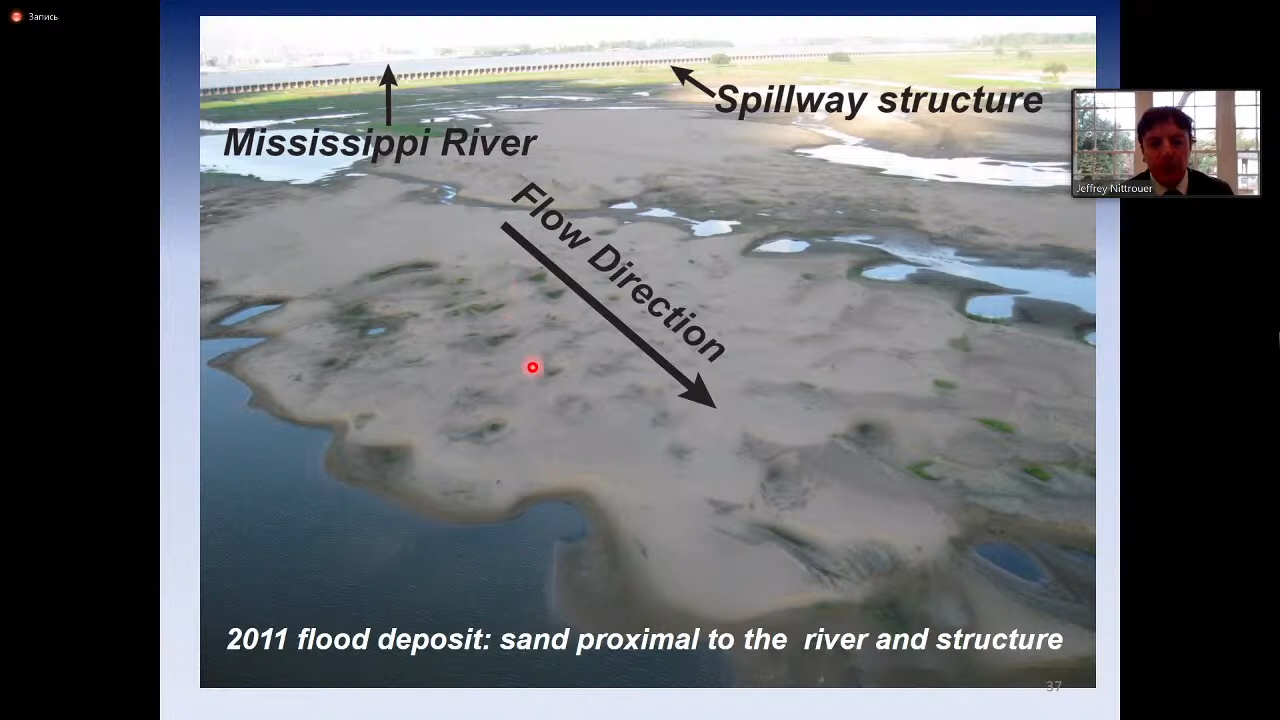 Запись
Spillway structure
Mississippi River
Flow Direction
Jeffrey Nittrouer
2011 flood deposit: sand proximal to the  river and structure
37